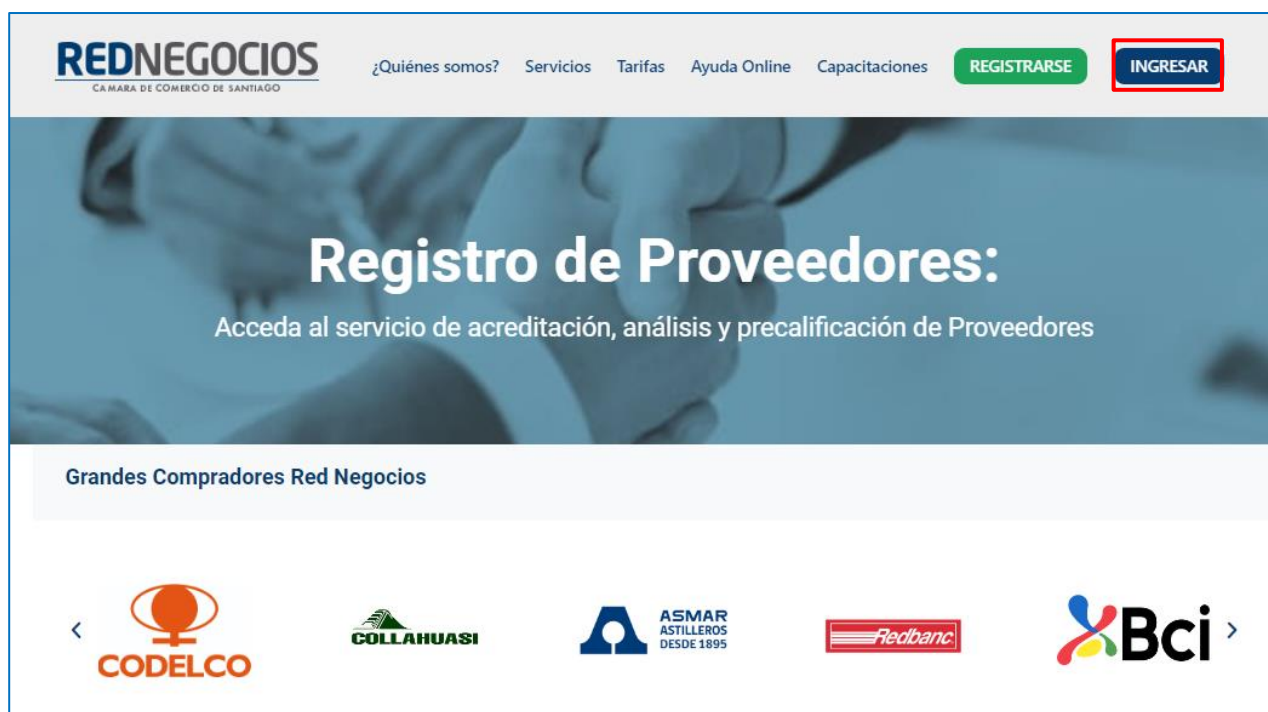 REDNEGOCIOS
CAMARA DE COMERCIO DE SANTIAGO
¿Quiénes somos? Servicios Tarifas Ayuda Online Capacitaciones REGISTRARSE INGRESAR
Registro de Proveedores:
Acceda al servicio de acreditación, análisis y precalificación de Proveedores
Grandes Compradores Red Negocios
CODELCO
COLLAHUASI
ASMAR
ASTILLEROS
DESDE 1895
Redbanc
Bci